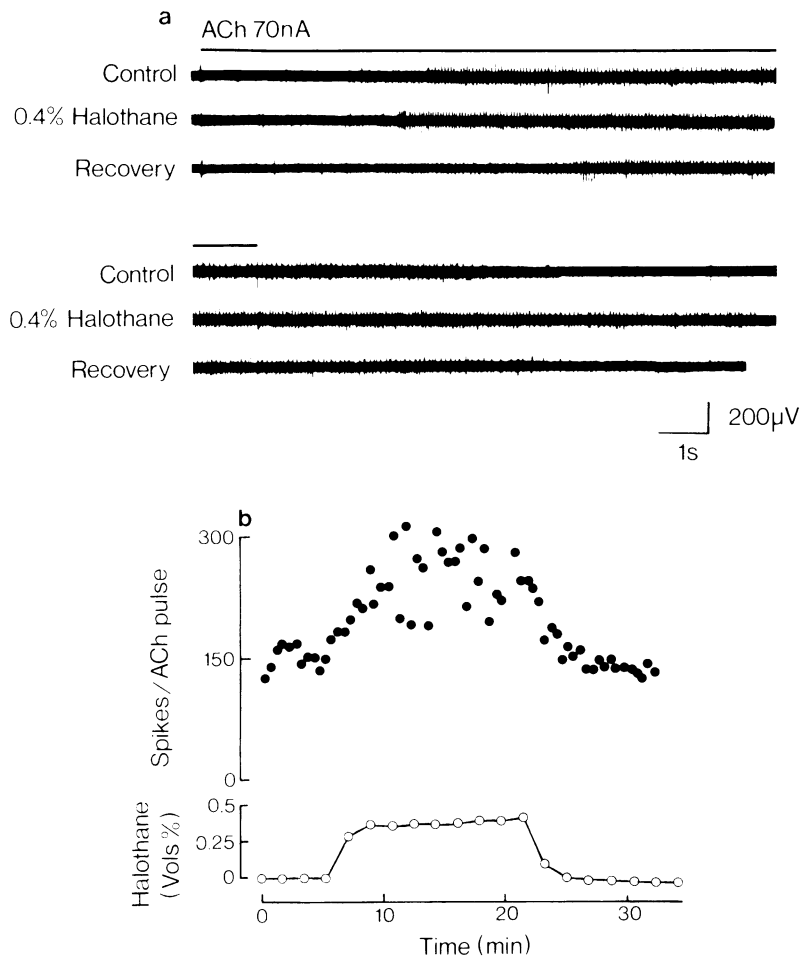 a
ACh 70nA
Control
0.4% Halothane
Recovery
Control
0.4% Halothane
Recovery
200µV
1s
b
300
150
0
Spikes/ACh pulse
0.5
0.25
0
Halothane
(Vols %)
0 10 20 30
Time (min)